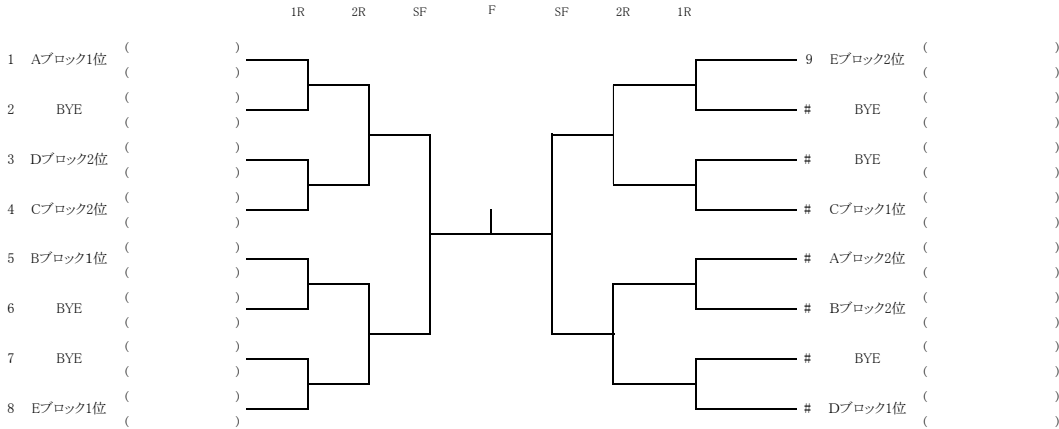 1R 2R SF F SF 2R 1R
( ) ( )
1 Aブロック1位 9 Eブロック2位
( ) ( )
( ) ( )
2 BYE # BYE
( ) ( )
( ) ( )
3 Dブロック2位 # BYE
( ) ( )
( ) ( )
4 Cブロック2位 # Cブロック1位
( ) ( )
( ) ( )
5 Bブロック1位 # Aブロック2位
( ) ( )
( ) ( )
6 BYE # Bブロック2位
( ) ( )
( ) ( )
7 BYE # BYE
( ) ( )
( ) ( )
8 Eブロック1位 # Dブロック1位
( ) ( )